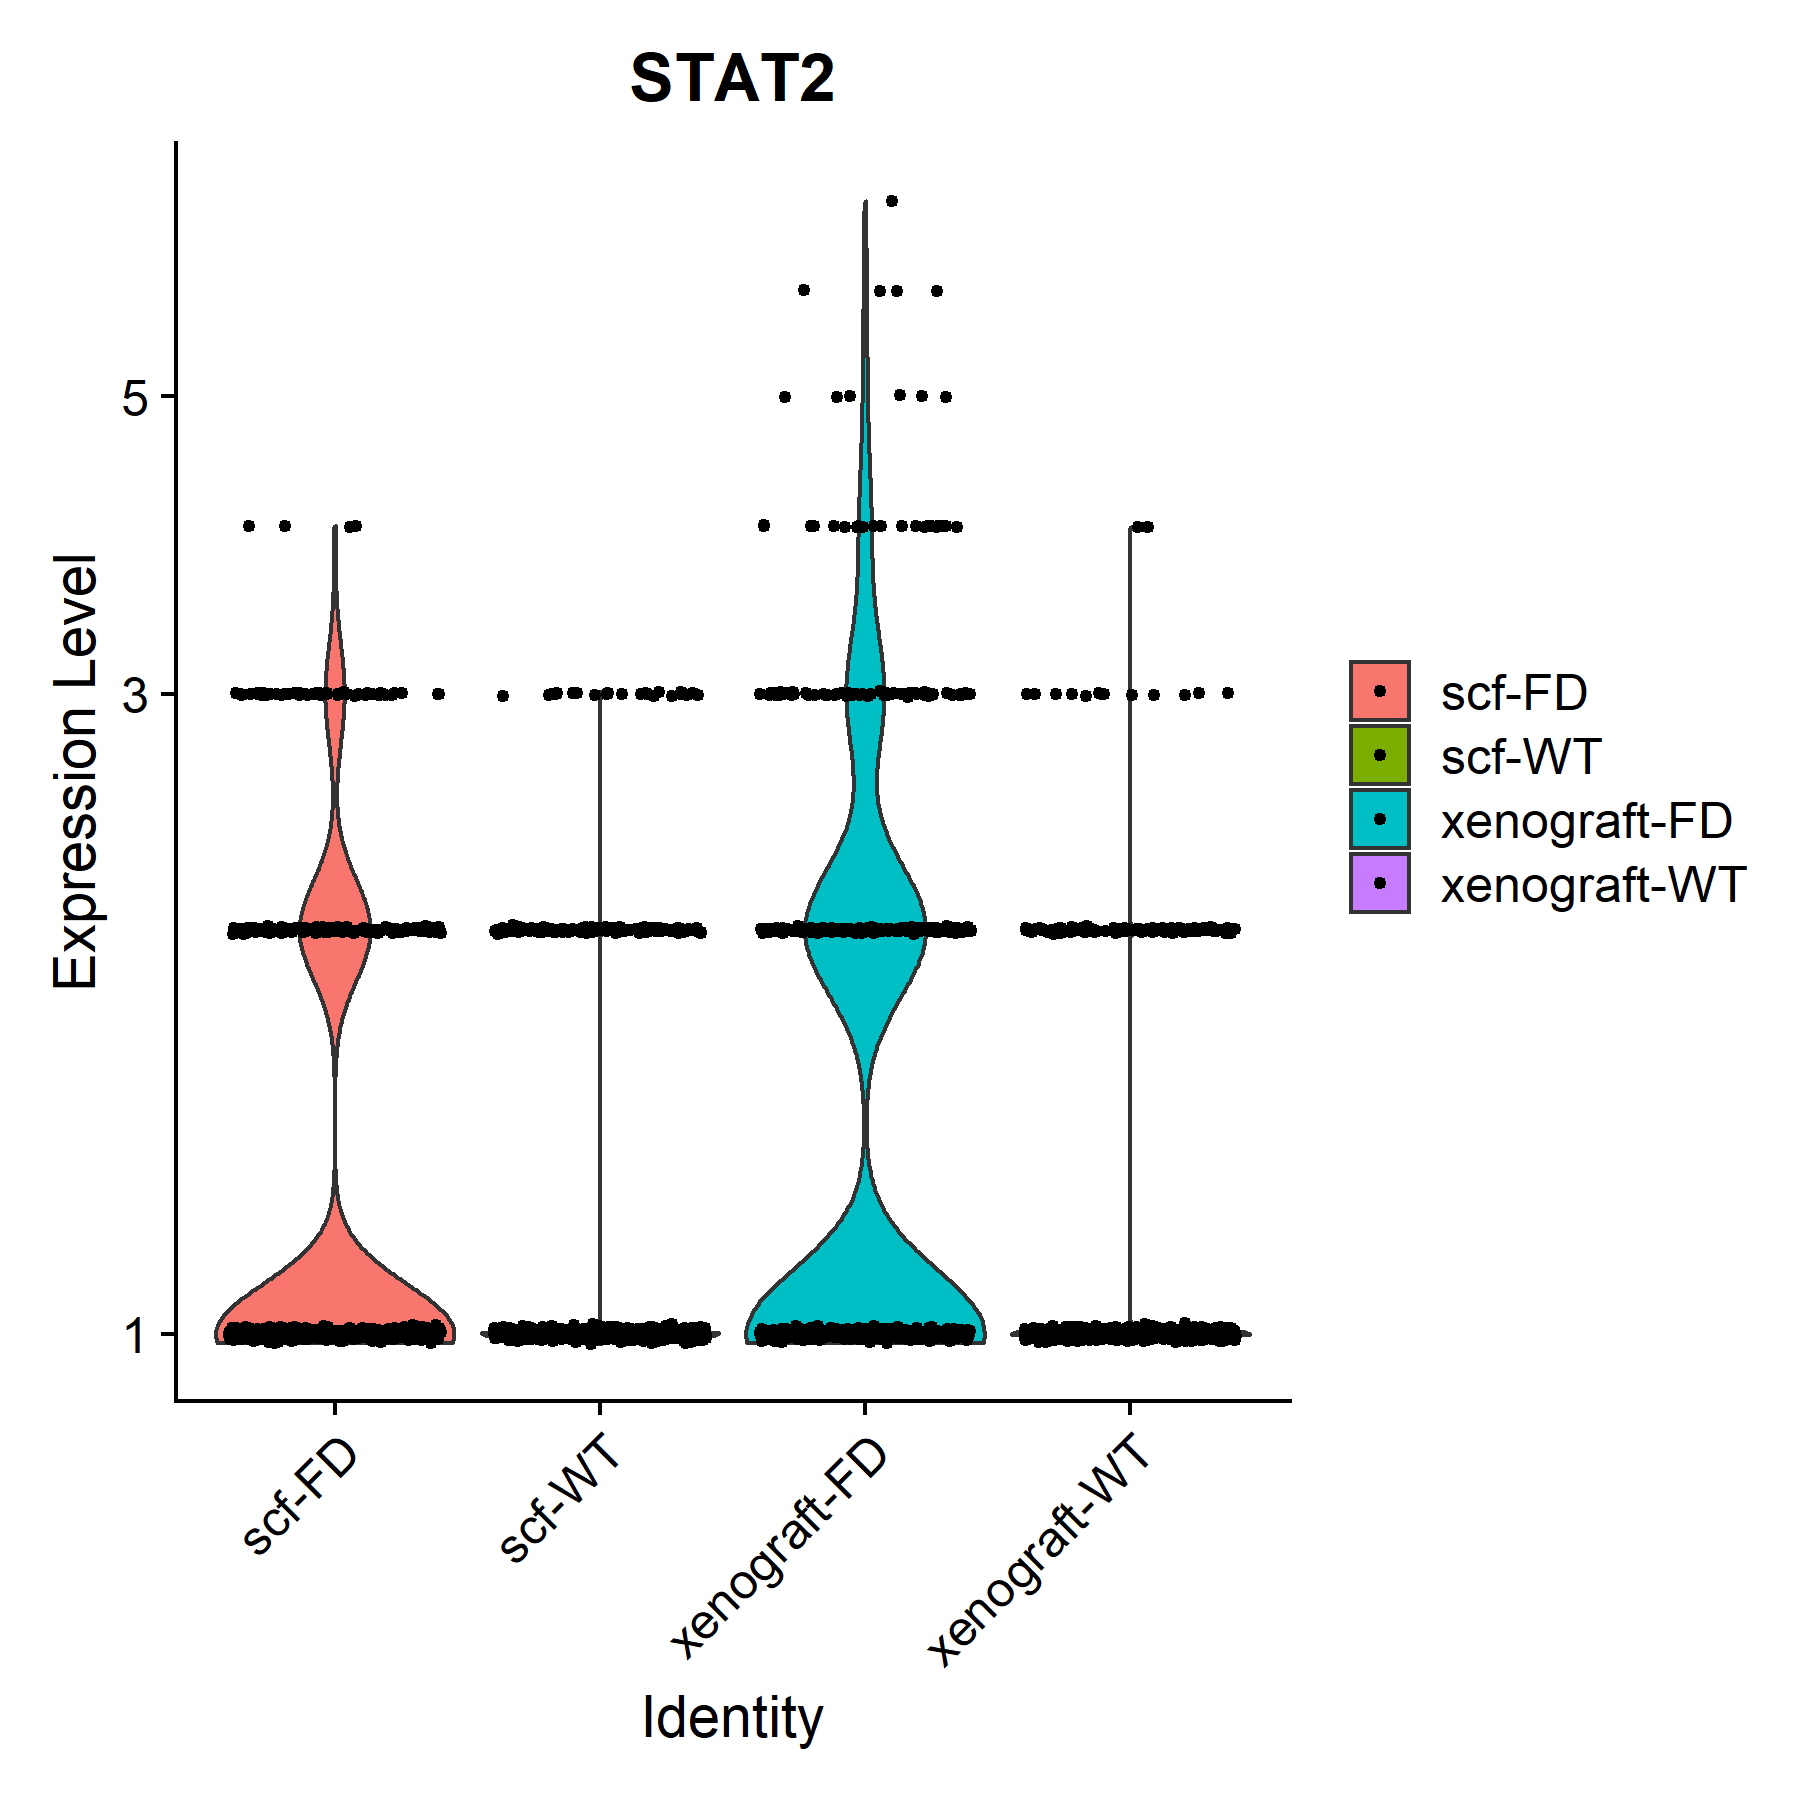 STAT2
Expression Level
5
3
1
scf-FD
scf-WT
xenograft-FD
xenograft-WT
Identity
scf-FD
scf-WT
xenograft-FD
xenograft-WT